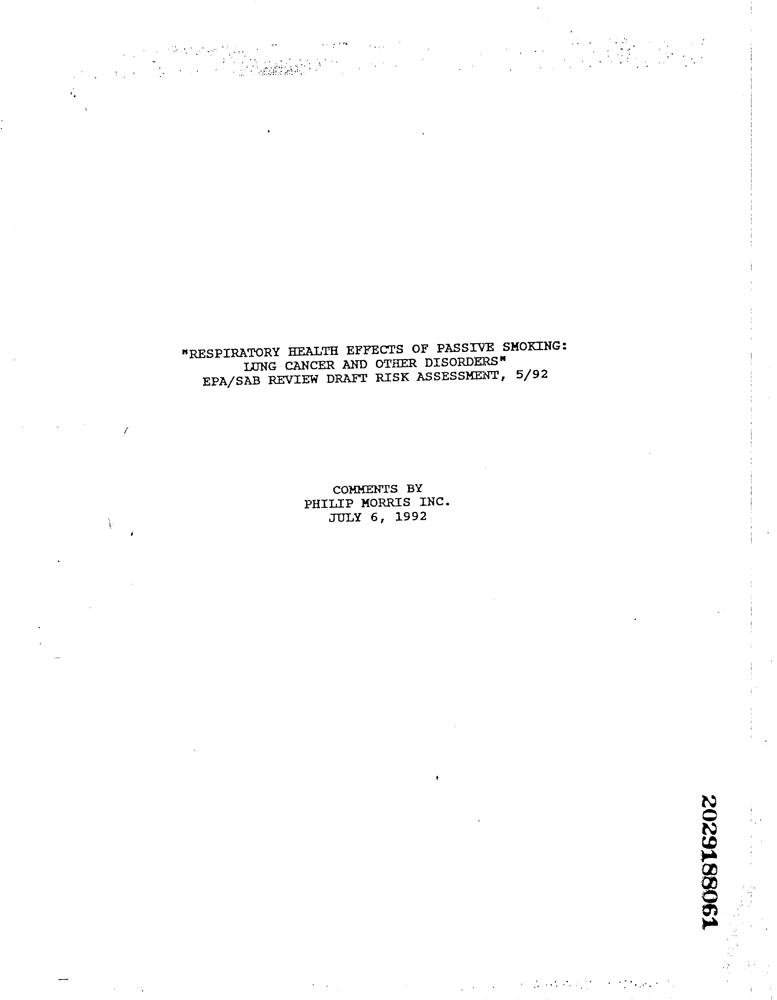 "RESPIRATORY HEALTH EFFECTS OF PASSIVE SMOKING:
LUNG CANCER AND OTHER DISORDERS"
EPA/SAB REVIEW DRAFT RISK ASSESSMENT, 5/92
COMMENTS BY
PHILIP MORRIS INC.
JULY 6, 1992
2029188061